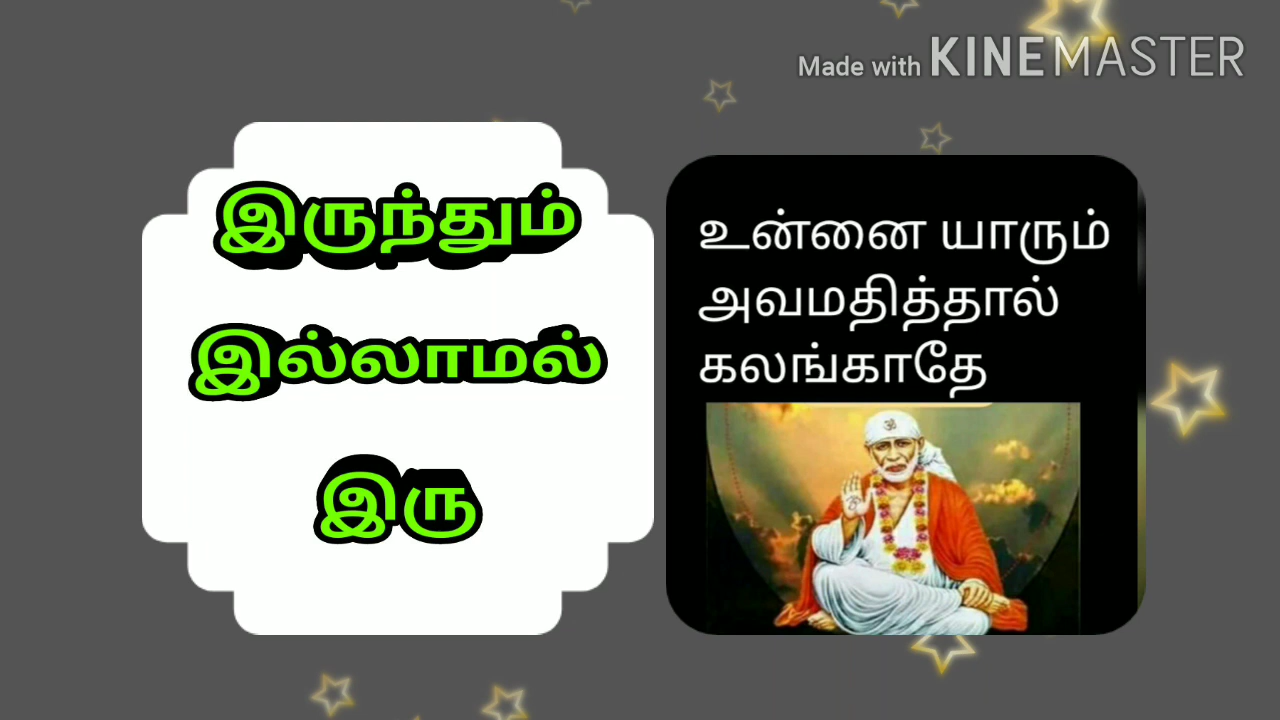 Made with KINEMASTER
இருந்தும்
இல்லாமல்
இரு
உன்னை யாரும்
அவமதித்தால்
கலங்காதே
ॐ